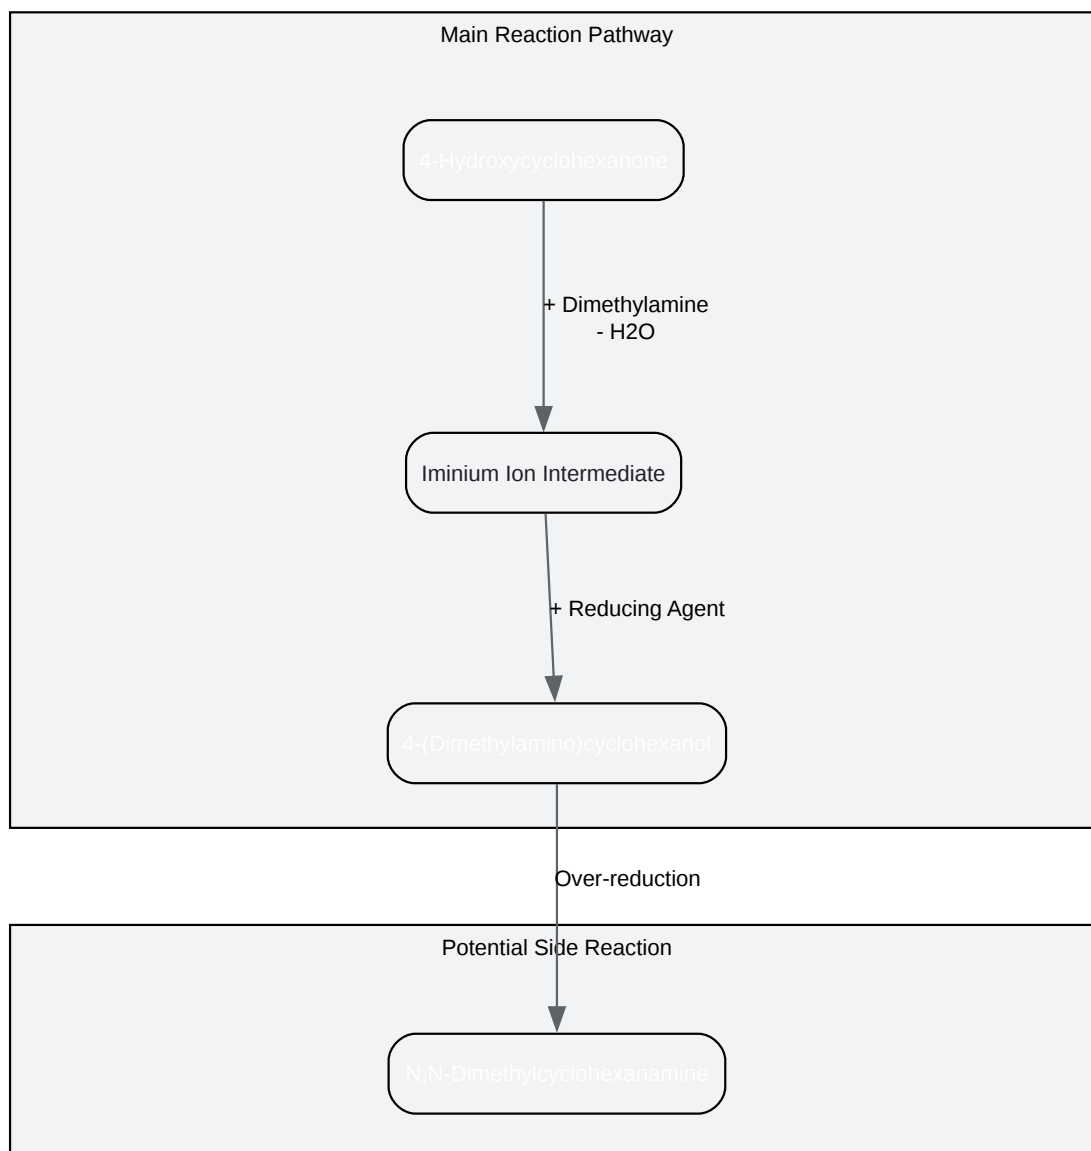 Main Reaction Pathway
4-Hydroxycyclohexanone
+ Dimethylamine
- H2O
Iminium Ion Intermediate
+ Reducing Agent
4-(Dimethylamino)cyclohexanol
Over-reduction
Potential Side Reaction
N,N-Dimethylcyclohexanamine